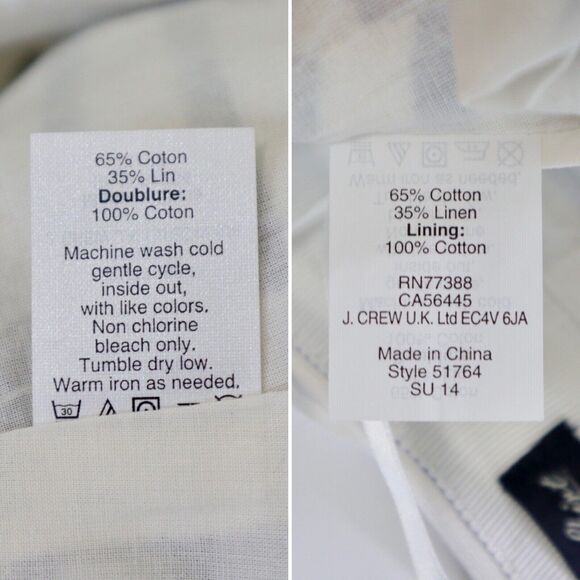 65% Coton
35% Lin
Doublure:
100% Coton
Machine wash cold
gentle cycle,
inside out,
with like colors.
Non chlorine
bleach only.
Tumble dry low.
Warm iron as needed.
30
65% Cotton
35% Linen
Lining:
100% Cotton
RN77388
CA56445
J. CREW U.K. Ltd EC4V 6JA
Made in China
Style 51764
SU 14